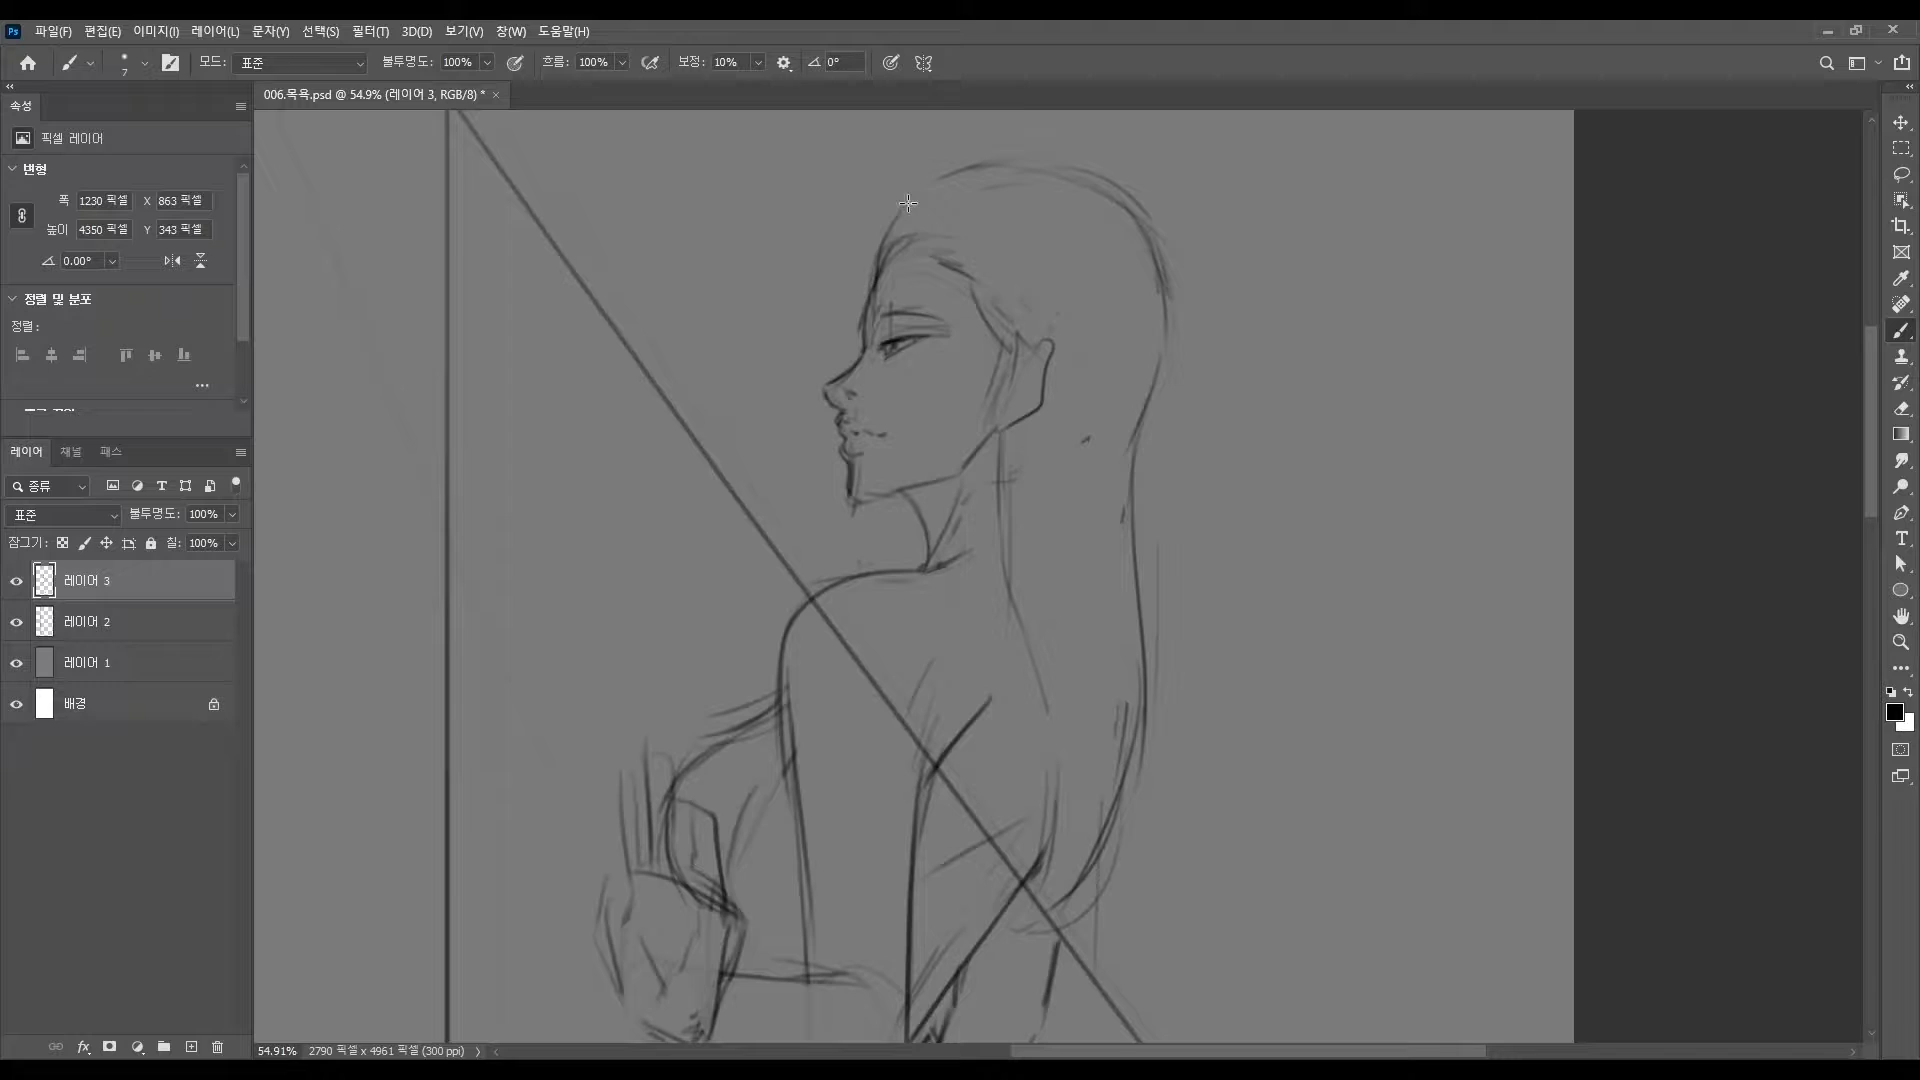 Ps 파일(F) 편집(E) 이미지(I) 레이어(L) 문자(Y) 선택(S) 필터(T) 3D(D) 보기(V) 창(W) 도움말(H)
7 모드: 표준 불투명도: 100% 흐름: 100% 보정: 10% 0°
006.목욕.psd @ 54.9% (레이어 3, RGB/8) *
속성
픽셀 레이어
변형
폭 1230 픽셀 X 863 픽셀
높이 4350 픽셀 Y 343 픽셀
0.00°
정렬 및 분포
정렬:
레이어 채널 패스
종류
표준 불투명도: 100%
잠그기: 칠: 100%
레이어 3
레이어 2
레이어 1
배경
fx
54.91% 2790 픽셀 x 4961 픽셀 (300 ppi)